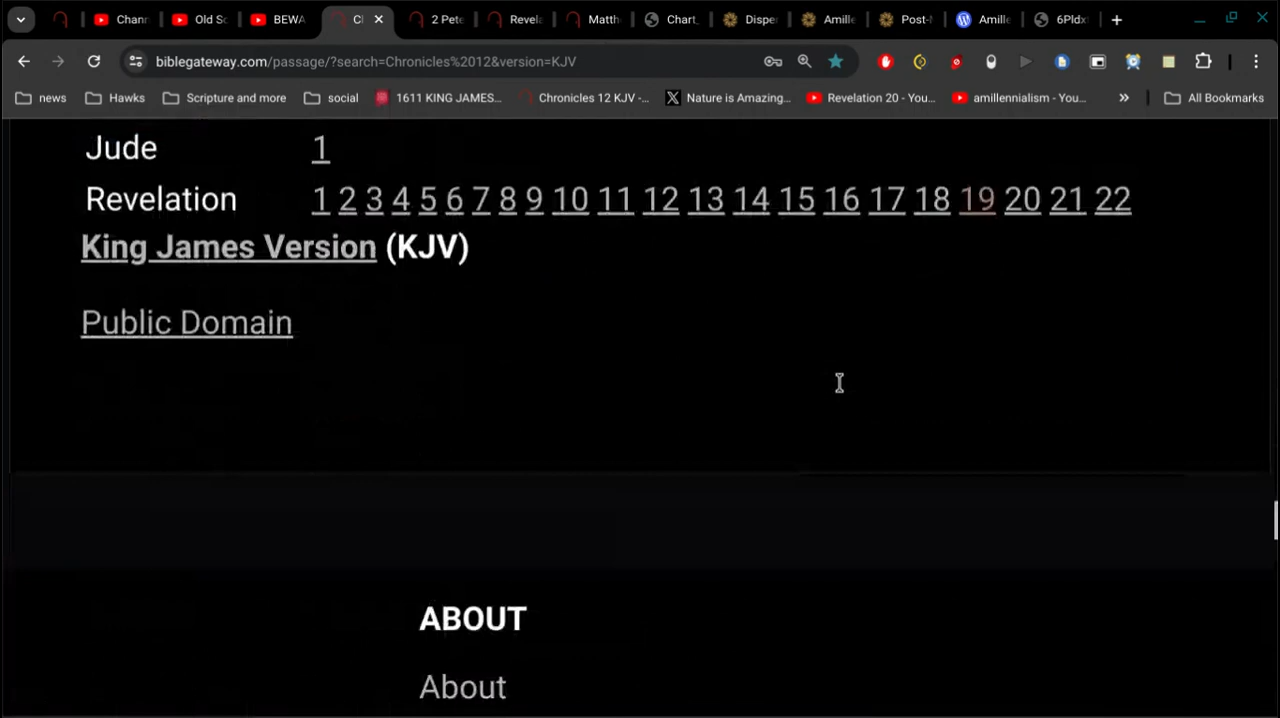 Chann
Old Sc
BEWA
Cl
2 Pete
Revela
Matth
Chart_
Disper
Amille
Post-M
Amille
6Pldx
biblegateway.com/passage/?search=Chronicles%2012&version=KJV
news
Hawks
Scripture and more
social
1611 KING JAMES...
Chronicles 12 KJV -...
Nature is Amazing...
Revelation 20 - You...
amillennialism - You...
»
All Bookmarks
Jude 1
Revelation 1 2 3 4 5 6 7 8 9 10 11 12 13 14 15 16 17 18 19 20 21 22
King James Version (KJV)
Public Domain
ABOUT
About